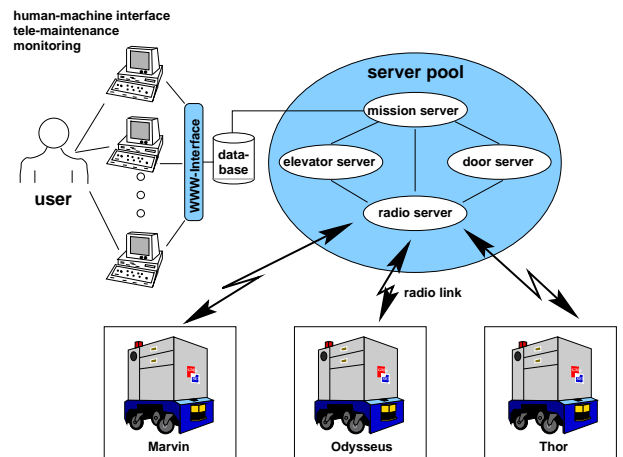 human-machine interface
tele-maintenance
monitoring
user
WWW-Interface
data-
base
server pool
mission server
elevator server
door server
radio server
radio link
Marvin
Odysseus
Thor